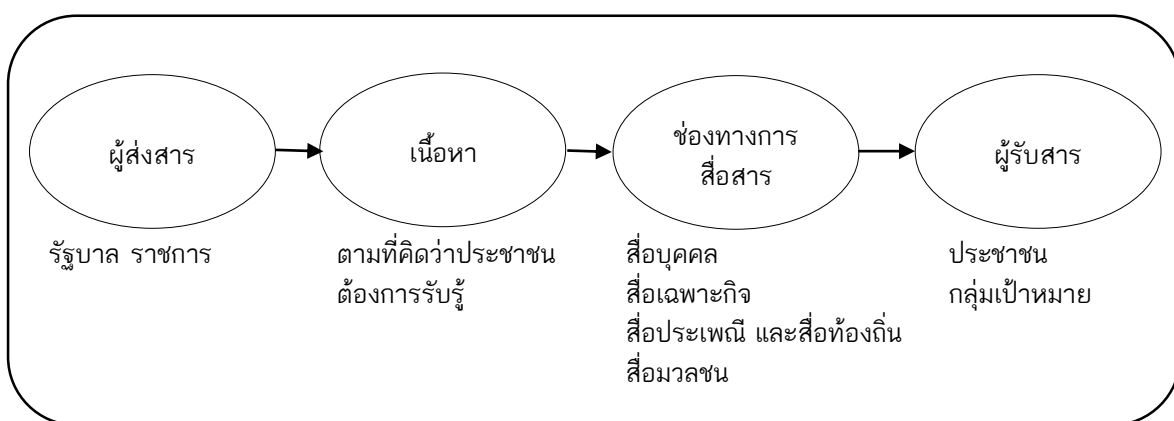 ผู้ส่งสาร
เนื้อหา
ช่องทางการ
สื่อสาร
ผู้รับสาร
รัฐบาล ราชการ
ตามที่คิดว่าประชาชน
ต้องการรับรู้
สื่อบุคคล
สื่อเฉพาะกิจ
สื่อประเพณี และสื่อท้องถิ่น
สื่อมวลชน
ประชาชน
กลุ่มเป้าหมาย